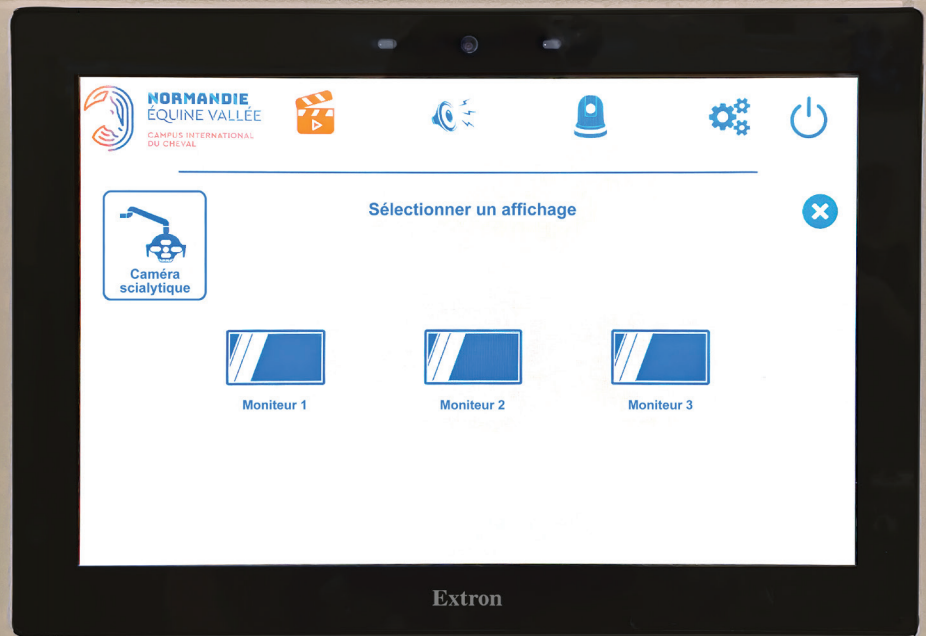 NORMANDIE
ÉQUINE VALLÉE
CAMPUS INTERNATIONAL
DU CHEVAL
Sélectionner un affichage
Caméra
scialytique
Moniteur 1
Moniteur 2
Moniteur 3
Extron